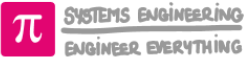 π
SYSTEMS ENGINEERING
ENGINEER EVERYTHING